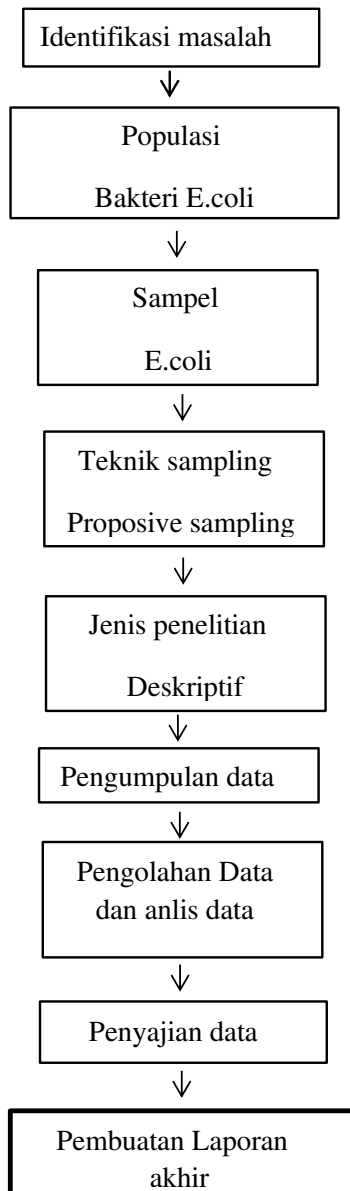 Identifikasi masalah
Populasi
Bakteri E.coli
Sampel
E.coli
Teknik sampling
Proposive sampling
Jenis penelitian
Deskriptif
Pengumpulan data
Pengolahan Data
dan anlis data
Penyajian data
Pembuatan Laporan
akhir